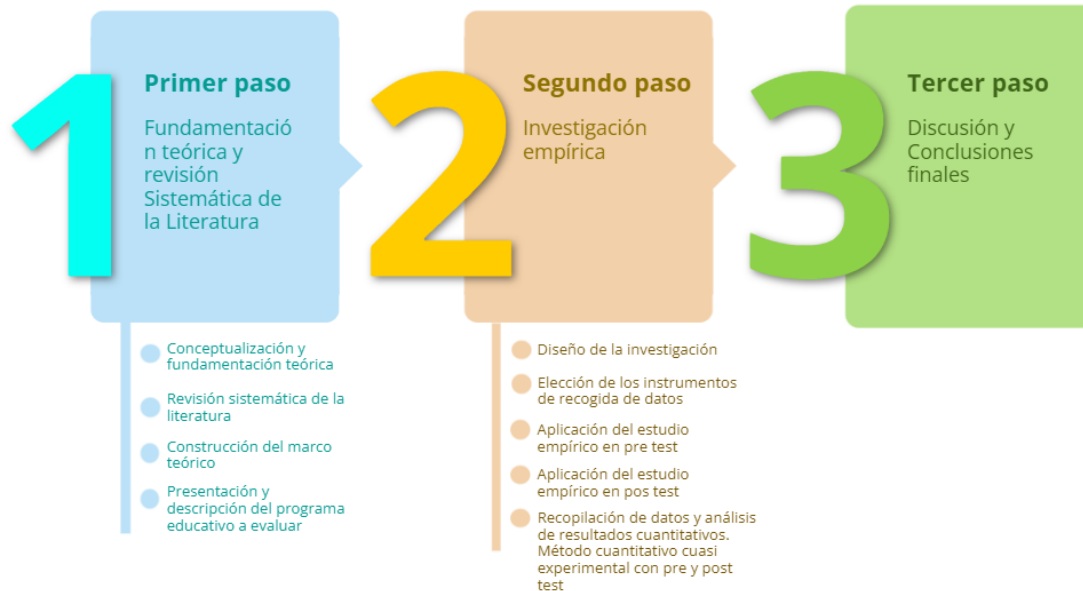 1
Primer paso
Fundamentació
n teórica y
revisión
Sistemática de
la Literatura
Conceptualización y
fundamentación teórica
Revisión sistemática de la
literatura
Construcción del marco
teórico
Presentación y
descripción del programa
educativo a evaluar
2
Segundo paso
Investigación
empírica
Diseño de la investigación
Elección de los instrumentos
de recogida de datos
Aplicación del estudio
empírico en pre test
Aplicación del estudio
empírico en pos test
Recopilación de datos y análisis
de resultados cuantitativos.
Método cuantitativo cuasi
experimental con pre y post
test
3
Tercer paso
Discusión y
Conclusiones
finales